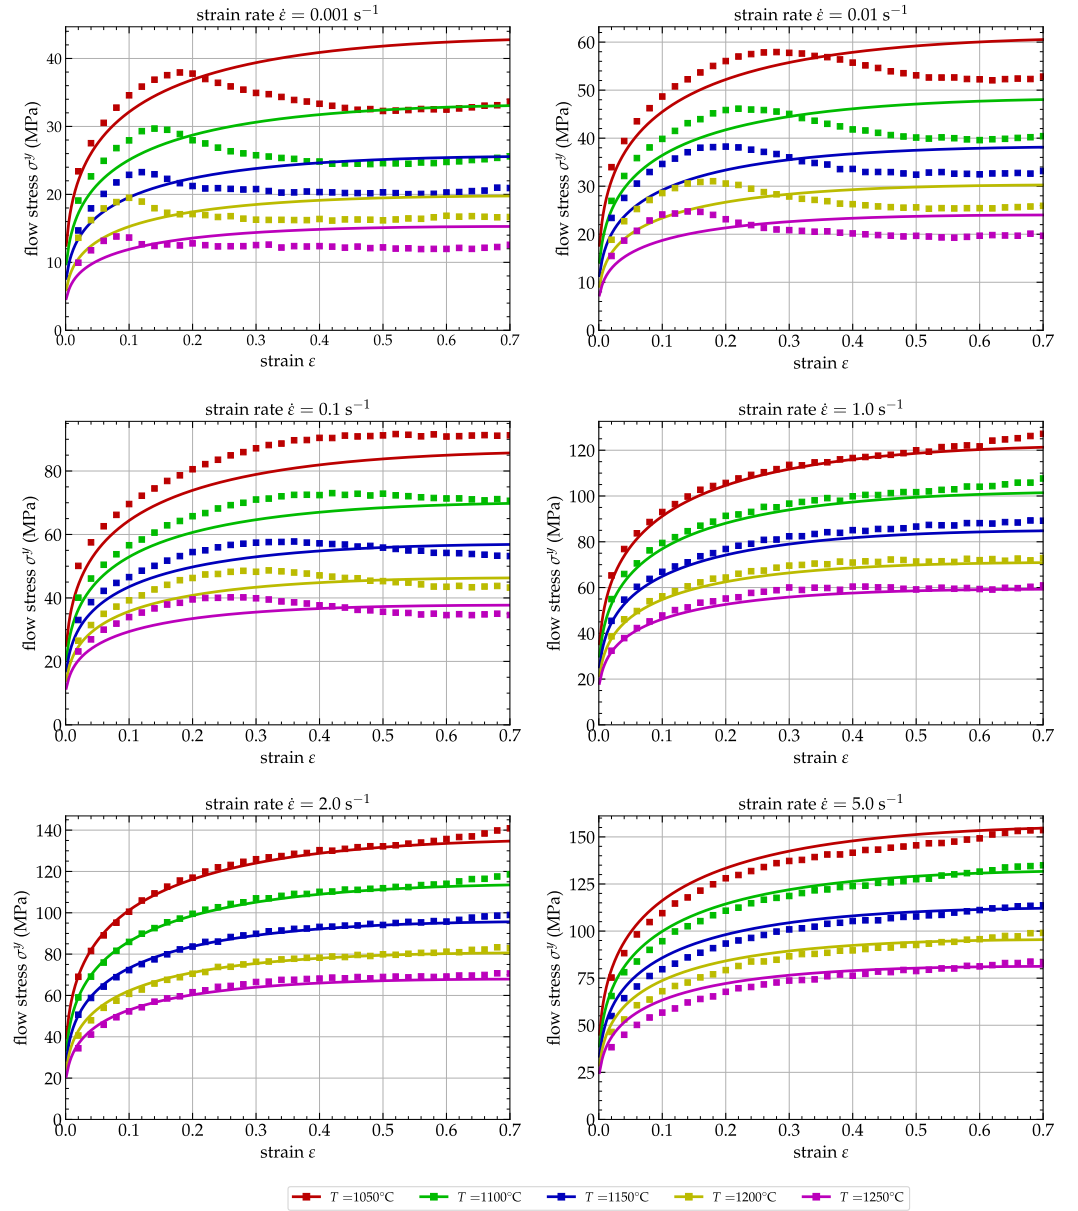 strain rate ε̇ = 0.001 s⁻¹
flow stress σʸ (MPa)
40
30
20
10
0
0.0 0.1 0.2 0.3 0.4 0.5 0.6 0.7
strain ε
strain rate ε̇ = 0.01 s⁻¹
flow stress σʸ (MPa)
60
50
40
30
20
10
0
0.0 0.1 0.2 0.3 0.4 0.5 0.6 0.7
strain ε
strain rate ε̇ = 0.1 s⁻¹
flow stress σʸ (MPa)
80
60
40
20
0
0.0 0.1 0.2 0.3 0.4 0.5 0.6 0.7
strain ε
strain rate ε̇ = 1.0 s⁻¹
flow stress σʸ (MPa)
120
100
80
60
40
20
0
0.0 0.1 0.2 0.3 0.4 0.5 0.6 0.7
strain ε
strain rate ε̇ = 2.0 s⁻¹
flow stress σʸ (MPa)
140
120
100
80
60
40
20
0
0.0 0.1 0.2 0.3 0.4 0.5 0.6 0.7
strain ε
strain rate ε̇ = 5.0 s⁻¹
flow stress σʸ (MPa)
150
125
100
75
50
25
0
0.0 0.1 0.2 0.3 0.4 0.5 0.6 0.7
strain ε
T =1050°C T =1100°C T =1150°C T =1200°C T =1250°C